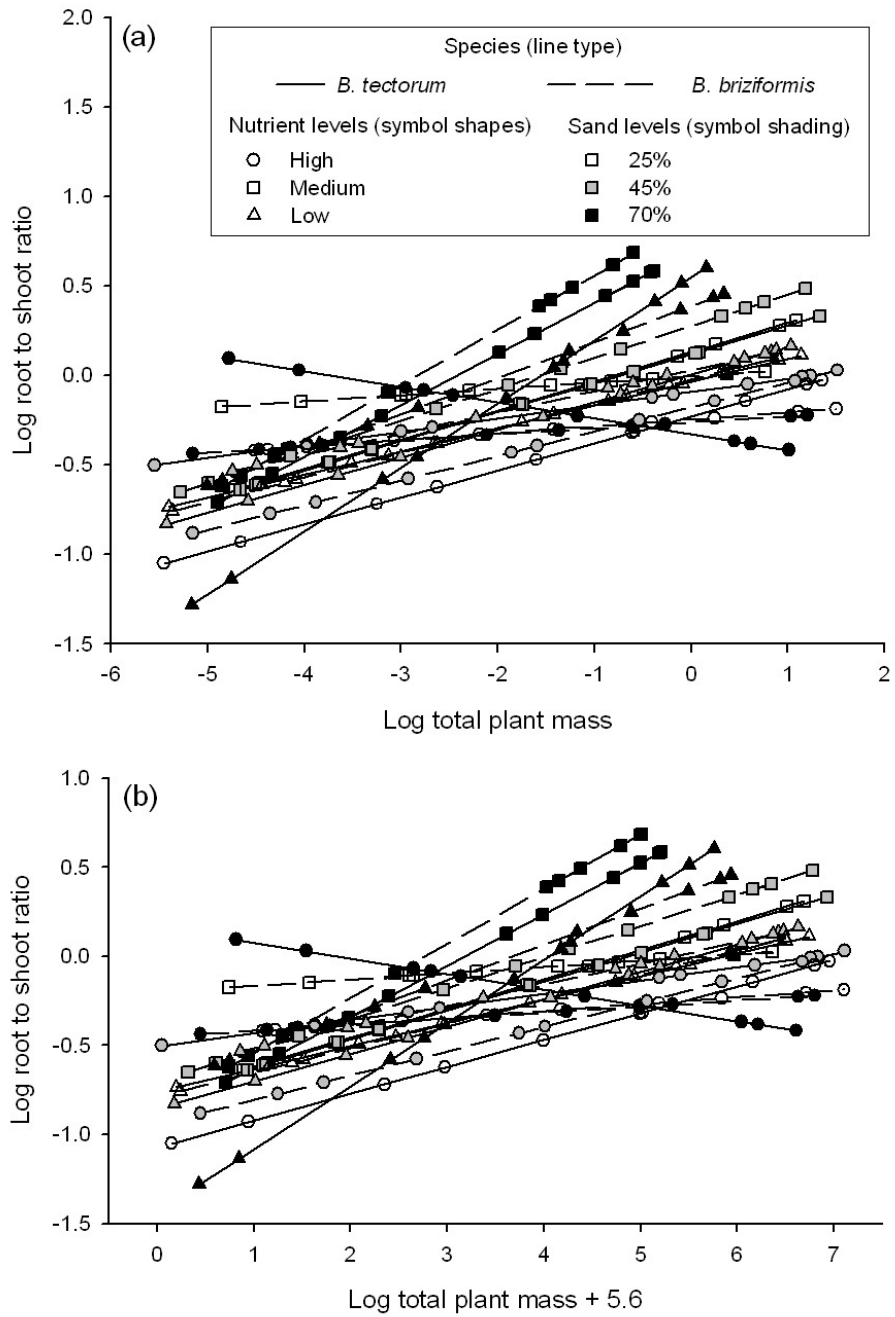 (a)
Species (line type)
B. tectorum B. briziformis
Nutrient levels (symbol shapes) Sand levels (symbol shading)
High 25%
Medium 45%
Low 70%
2.0
1.5
1.0
0.5
0.0
-0.5
-1.0
-1.5
Log root to shoot ratio
-6 -5 -4 -3 -2 -1 0 1 2
Log total plant mass
(b)
1.0
0.5
0.0
-0.5
-1.0
-1.5
Log root to shoot ratio
0 1 2 3 4 5 6 7
Log total plant mass + 5.6